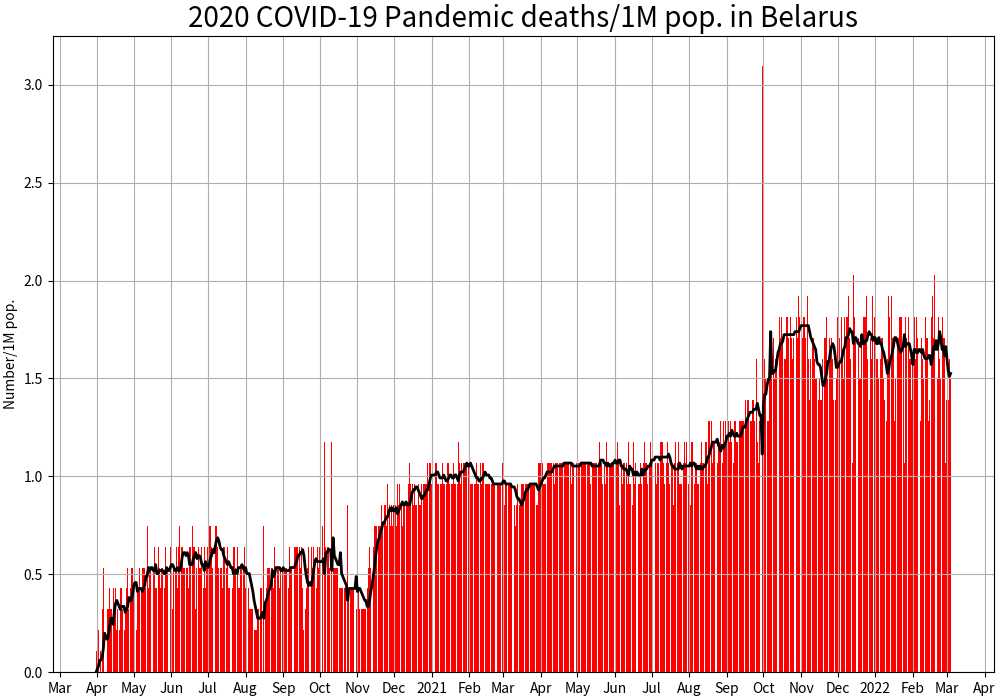 2020 COVID-19 Pandemic deaths/1M pop. in Belarus
Number/1M pop.
3.0
2.5
2.0
1.5
1.0
0.5
0.0
Mar Apr May Jun Jul Aug Sep Oct Nov Dec 2021 Feb Mar Apr May Jun Jul Aug Sep Oct Nov Dec 2022 Feb Mar Apr